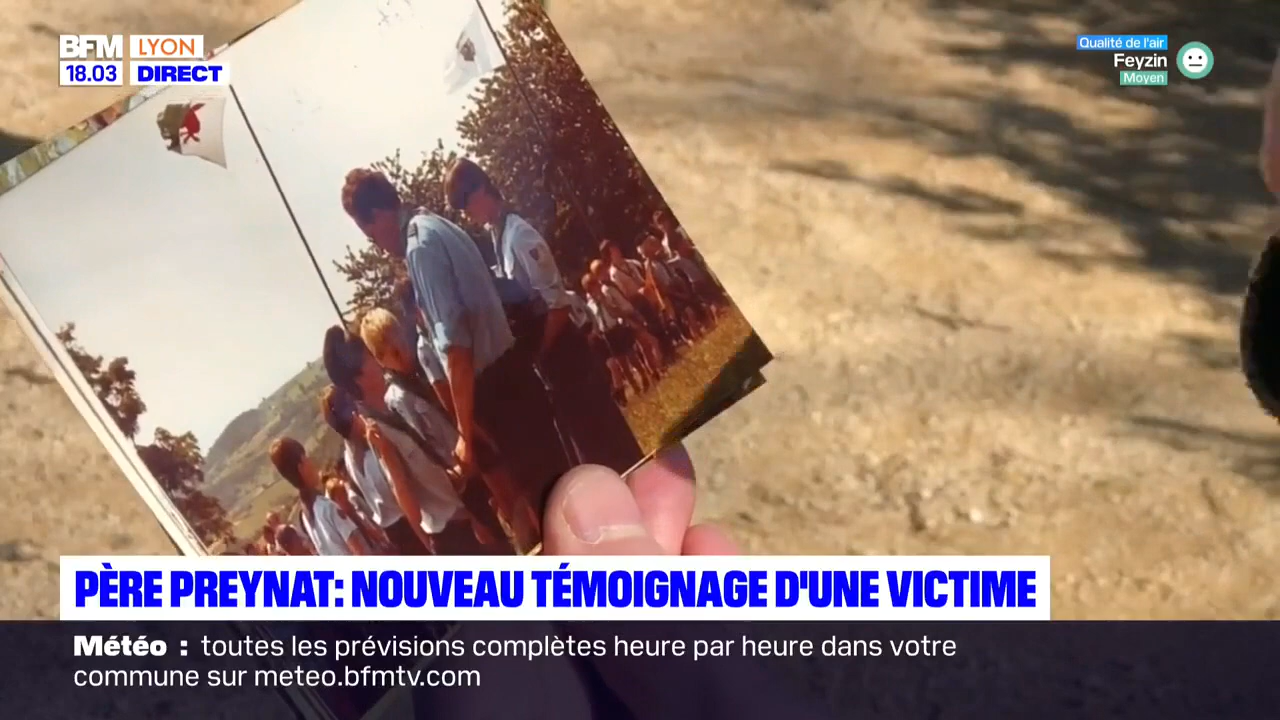 BFM LYON
18.03 DIRECT
Qualité de l'air
Feyzin
Moyen
PÈRE PREYNAT: NOUVEAU TÉMOIGNAGE D'UNE VICTIME
Météo : toutes les prévisions complètes heure par heure dans votre
commune sur meteo.bfmtv.com